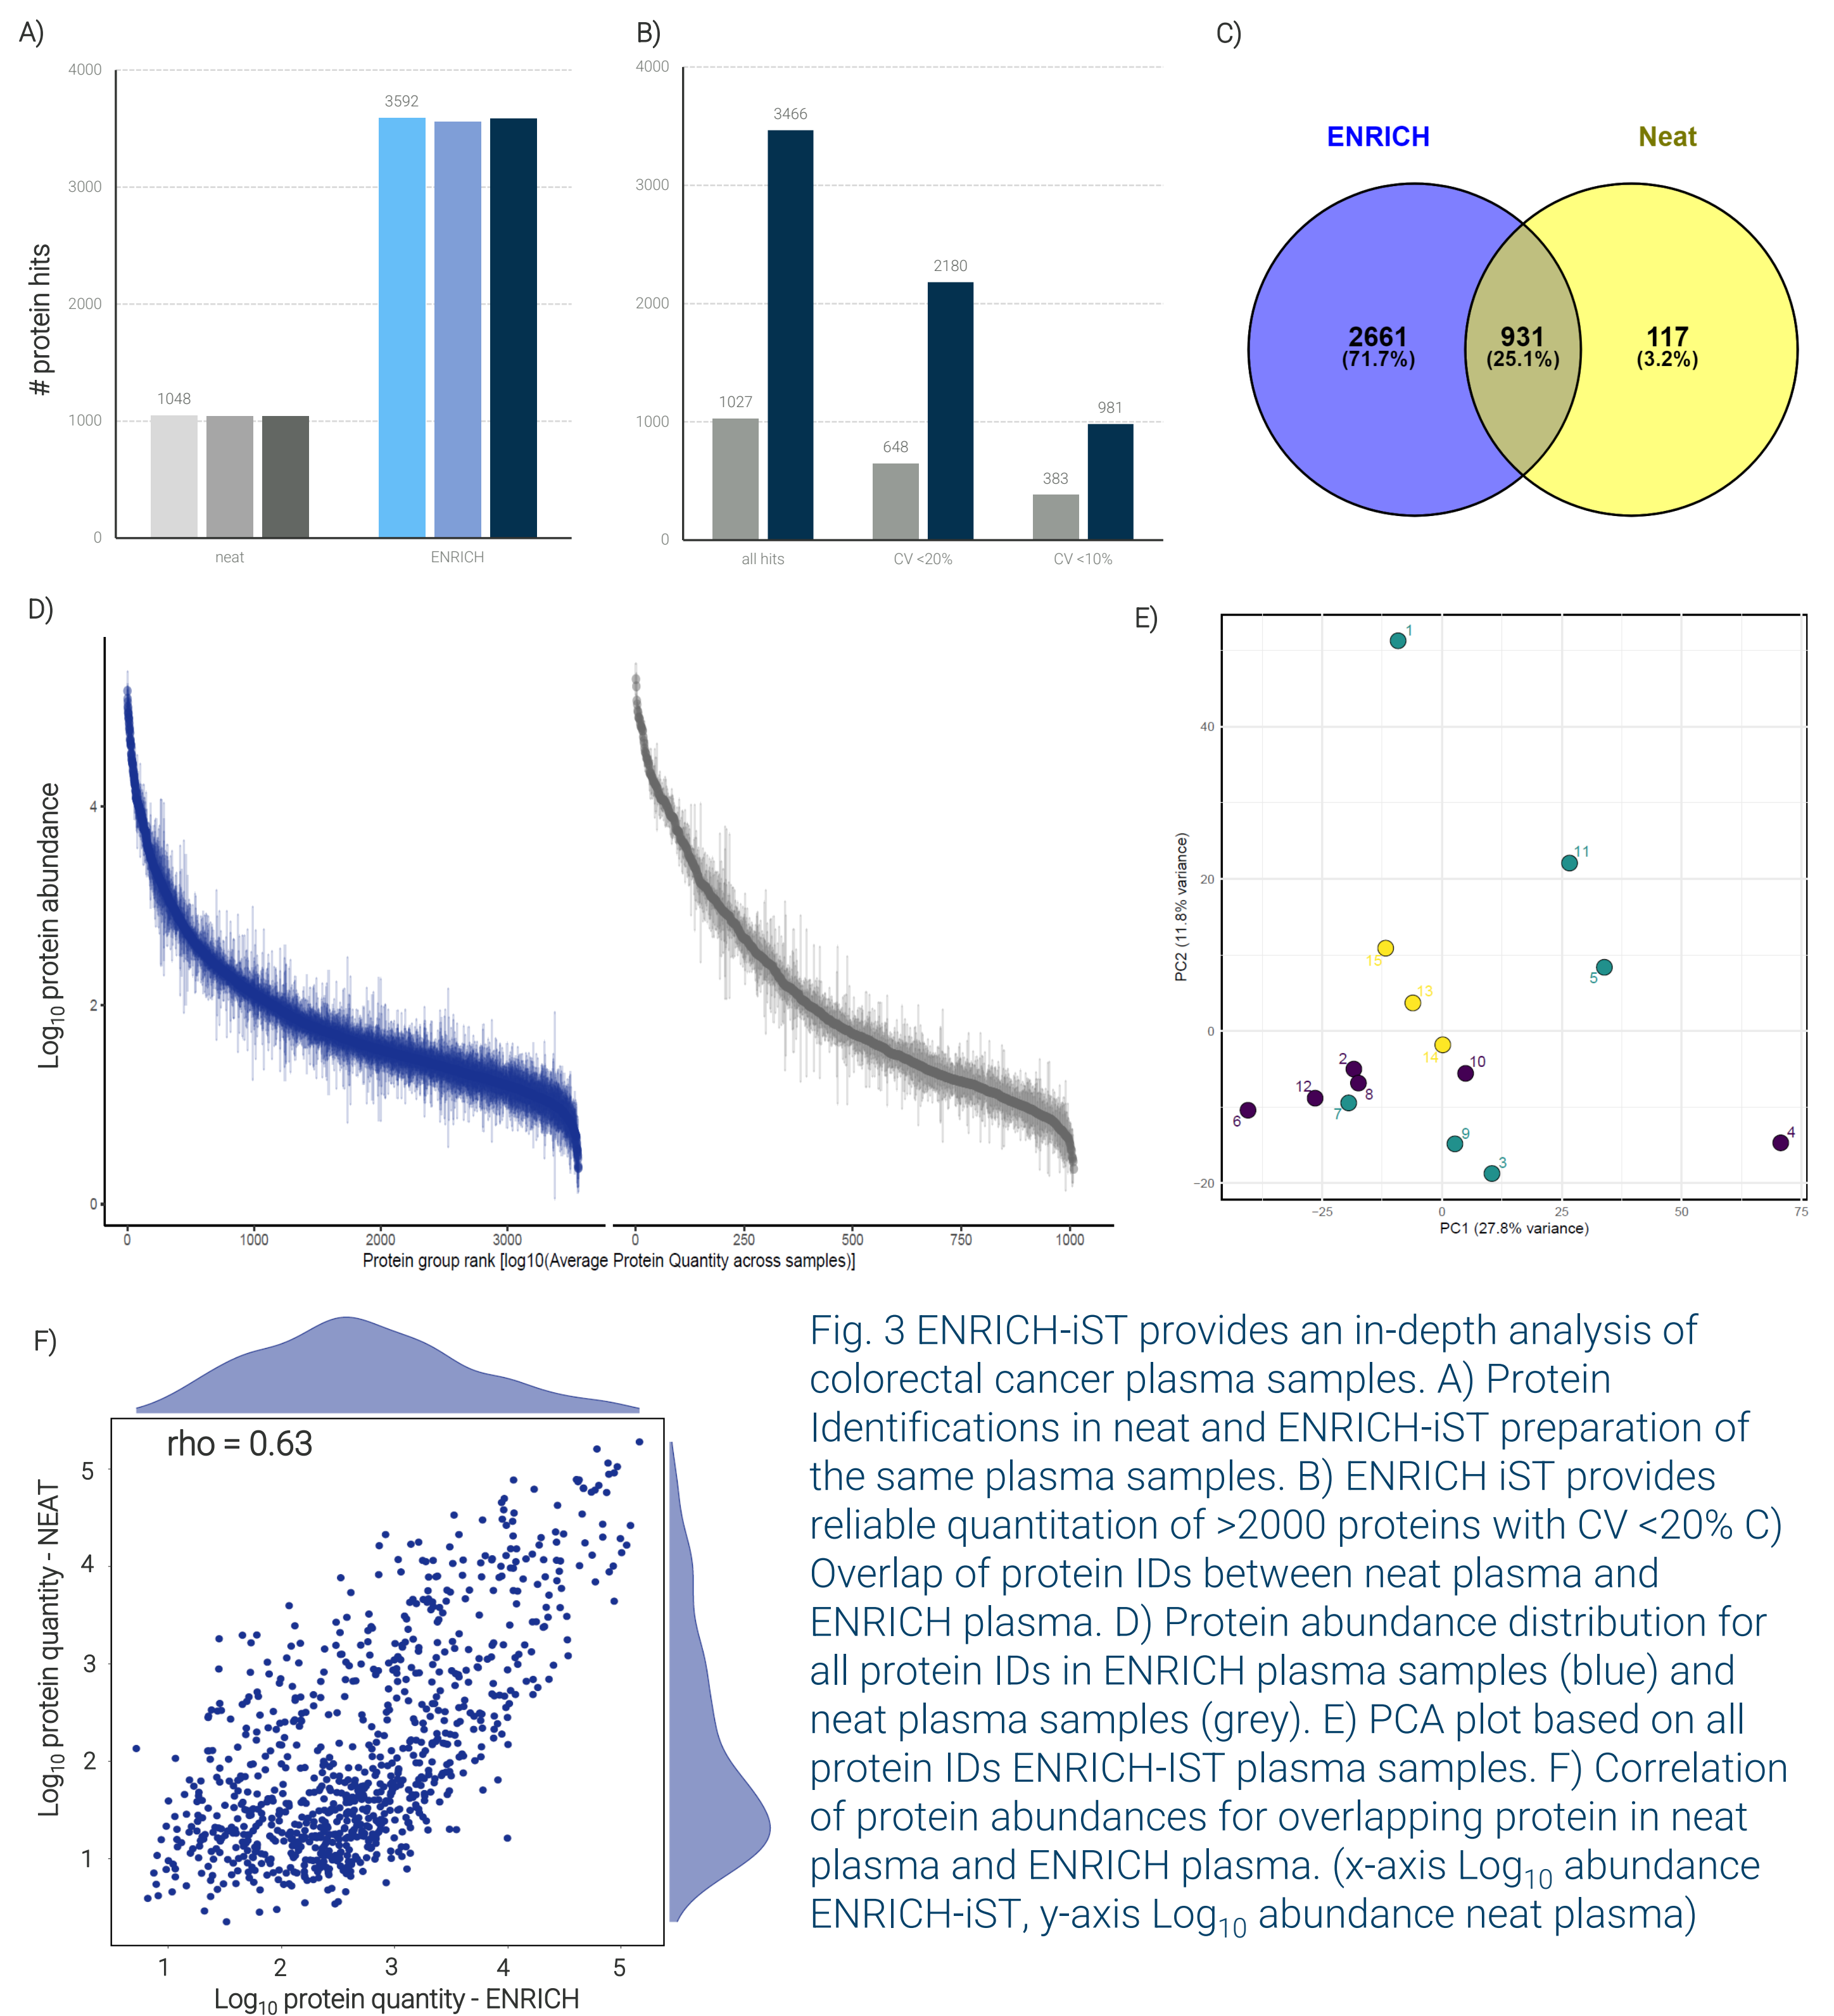 A)
4000
3000
2000
1000
0
# protein hits
1048
3592
neat
ENRICH
B)
4000
3000
2000
1000
0
1027
3466
648
2180
383
981
all hits
CV <20%
CV <10%
C)
ENRICH
Neat
2661
(71.7%)
931
(25.1%)
117
(3.2%)
D)
Log10 protein abundance
4
2
0
0
1000
2000
3000
0
250
500
750
1000
Protein group rank [log10(Average Protein Quantity across samples)]
E)
PC2 (11.8% variance)
40
20
0
−20
1
11
5
15
13
14
2
8
10
12
7
6
9
3
4
−25
0
25
50
75
PC1 (27.8% variance)
F)
rho = 0.63
Log10 protein quantity - NEAT
5
4
3
2
1
1
2
3
4
5
Log10 protein quantity - ENRICH
Fig. 3 ENRICH-iST provides an in-depth analysis of
colorectal cancer plasma samples. A) Protein
Identifications in neat and ENRICH-iST preparation of
the same plasma samples. B) ENRICH iST provides
reliable quantitation of >2000 proteins with CV <20% C)
Overlap of protein IDs between neat plasma and
ENRICH plasma. D) Protein abundance distribution for
all protein IDs in ENRICH plasma samples (blue) and
neat plasma samples (grey). E) PCA plot based on all
protein IDs ENRICH-IST plasma samples. F) Correlation
of protein abundances for overlapping protein in neat
plasma and ENRICH plasma. (x-axis Log10 abundance
ENRICH-iST, y-axis Log10 abundance neat plasma)